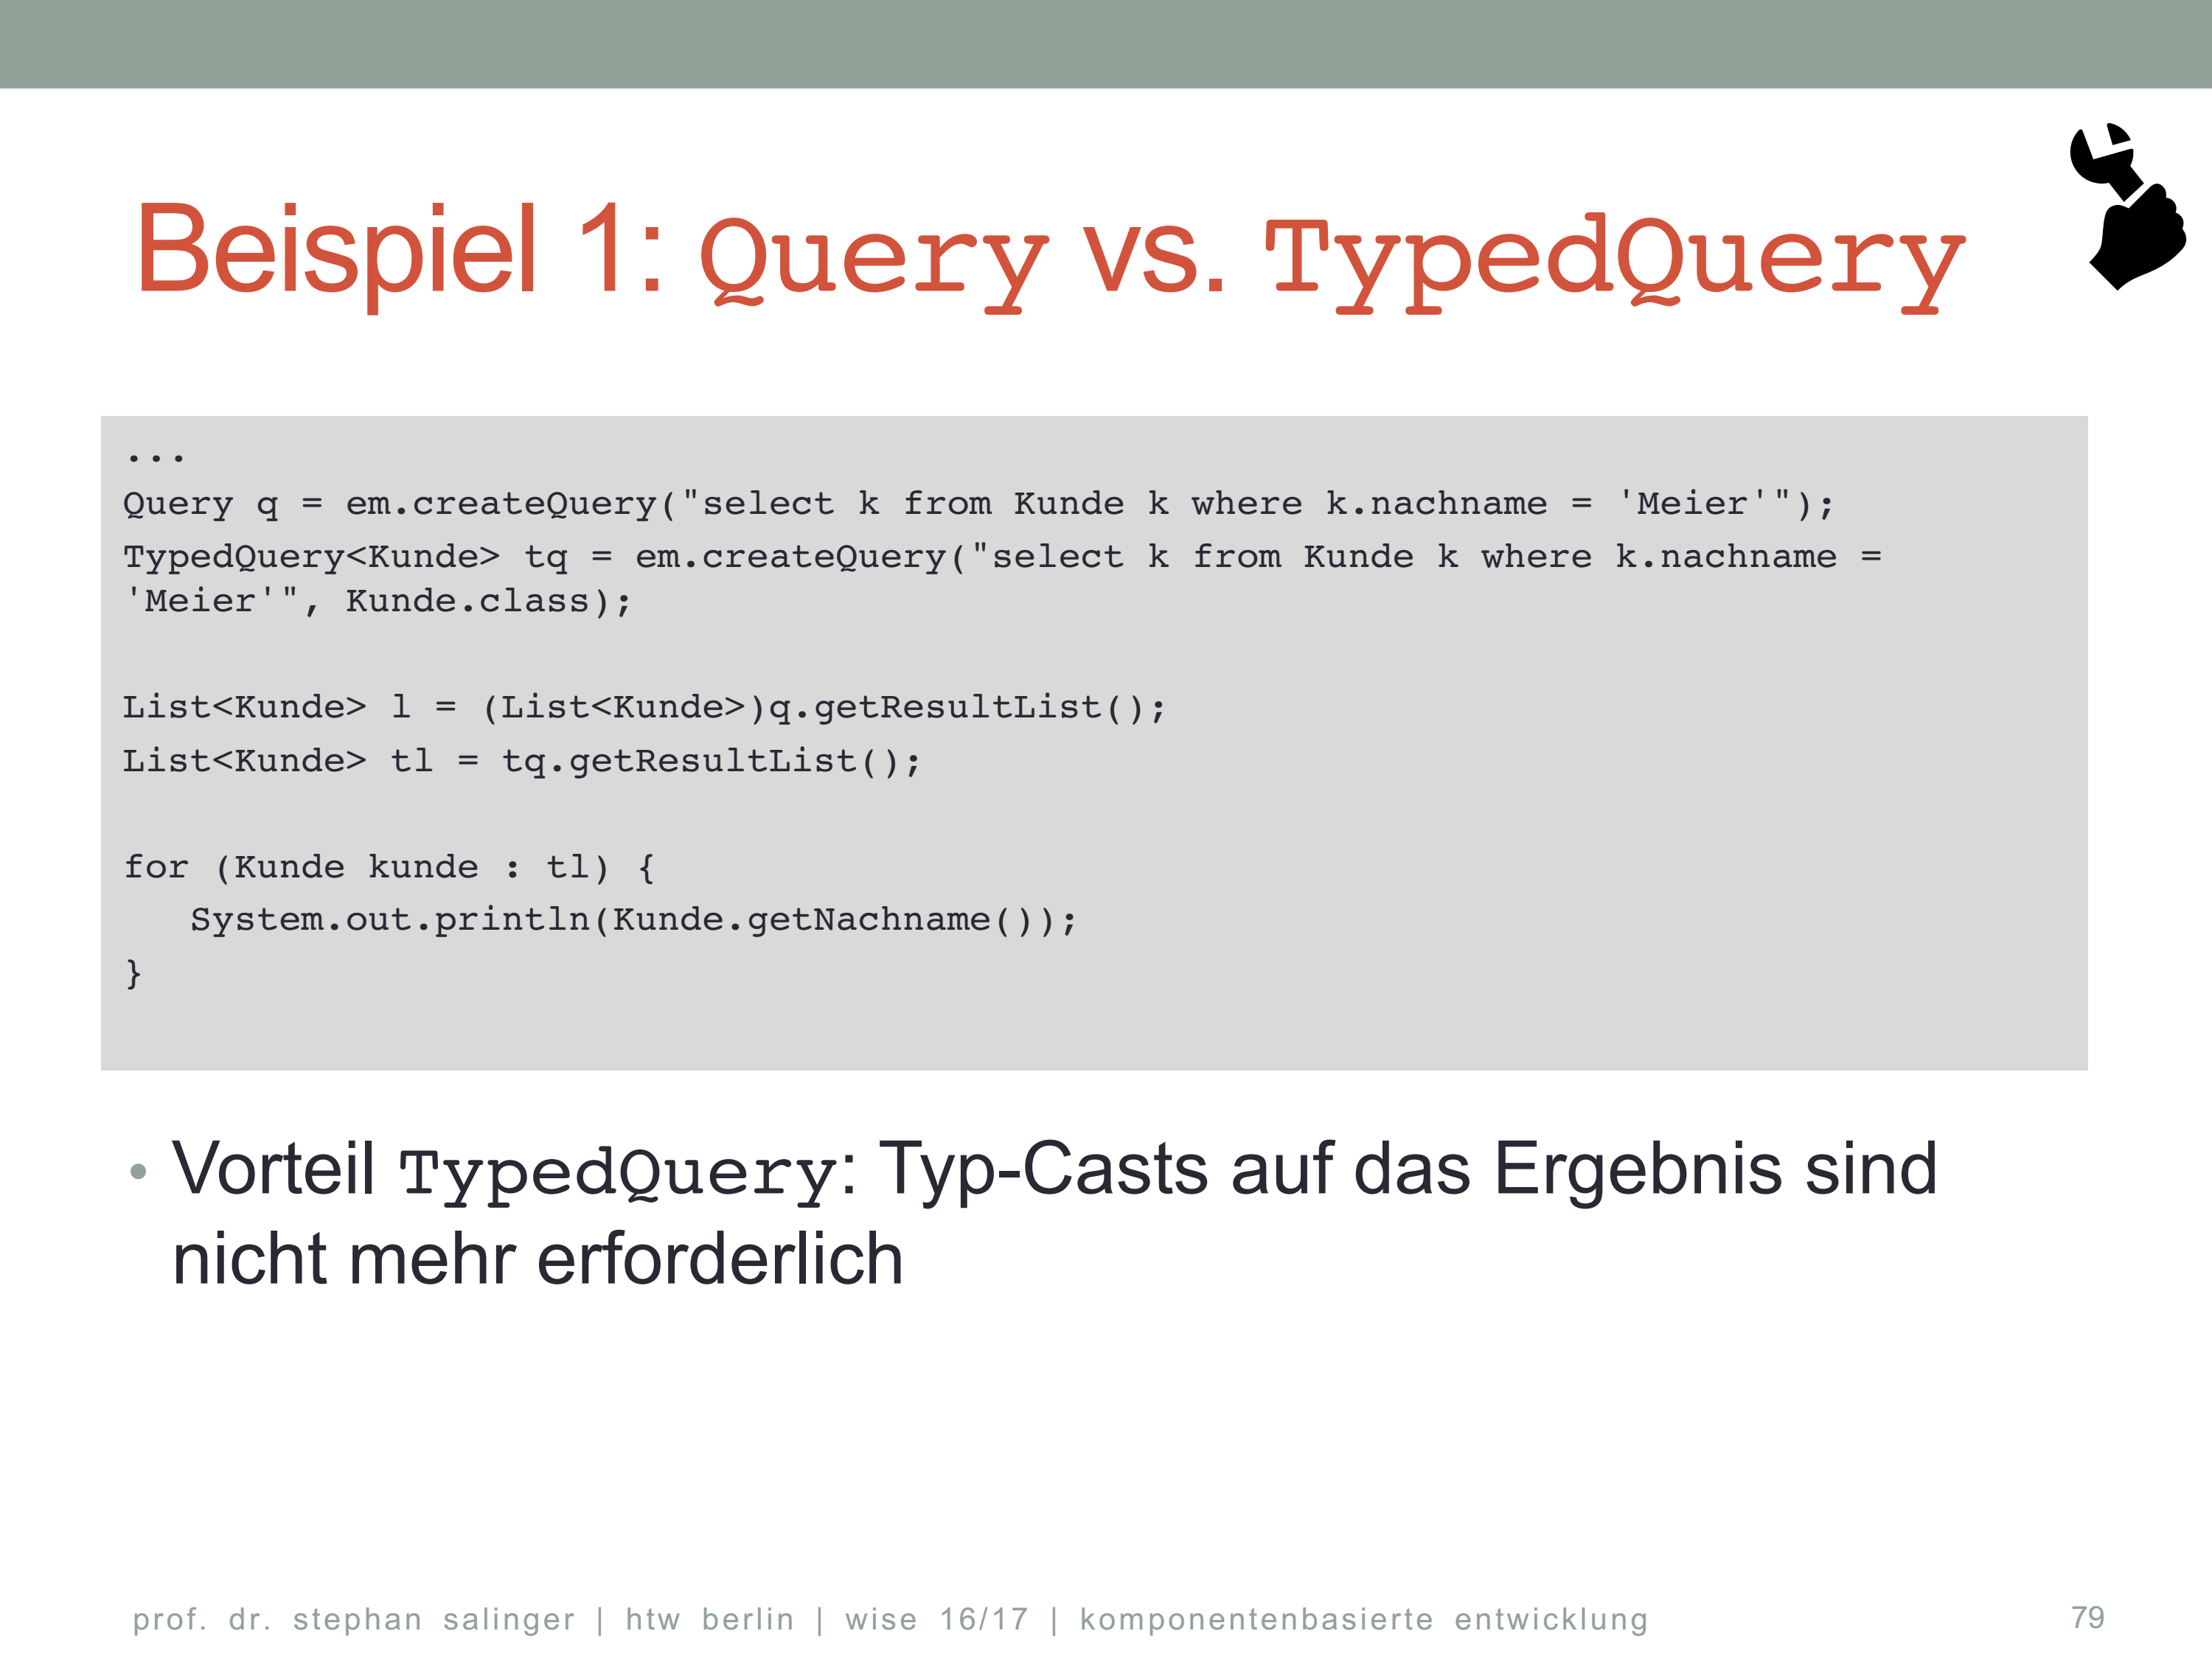 Beispiel 1: Query vs. TypedQuery
...
Query q = em.createQuery("select k from Kunde k where k.nachname = 'Meier'");
TypedQuery<Kunde> tq = em.createQuery("select k from Kunde k where k.nachname =
'Meier'", Kunde.class);
List<Kunde> l = (List<Kunde>)q.getResultList();
List<Kunde> tl = tq.getResultList();
for (Kunde kunde : tl) {
   System.out.println(Kunde.getNachname());
}
• Vorteil TypedQuery: Typ-Casts auf das Ergebnis sind
nicht mehr erforderlich
prof. dr. stephan salinger | htw berlin | wise 16/17 | komponentenbasierte entwicklung 79